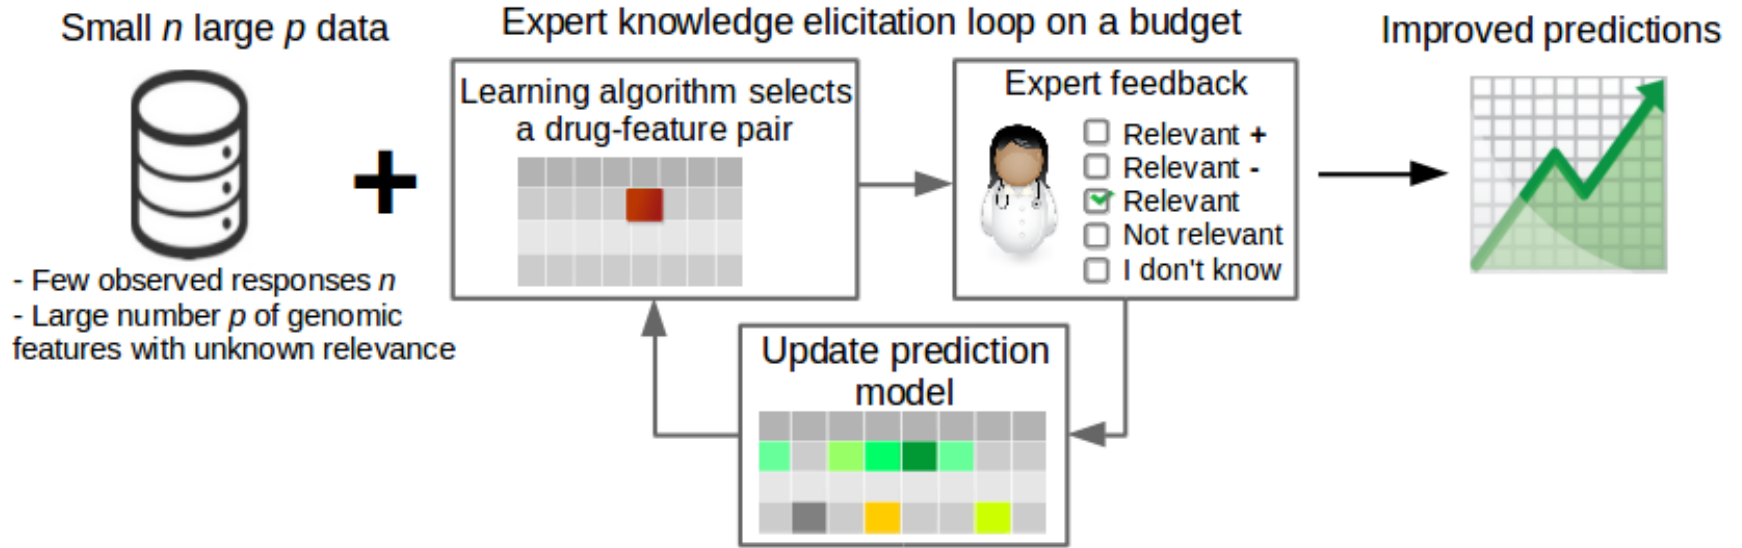 Small n large p data
- Few observed responses n
- Large number p of genomic
features with unknown relevance
Expert knowledge elicitation loop on a budget
Learning algorithm selects
a drug-feature pair
Expert feedback
Relevant +
Relevant -
Relevant
Not relevant
I don't know
Update prediction
model
Improved predictions